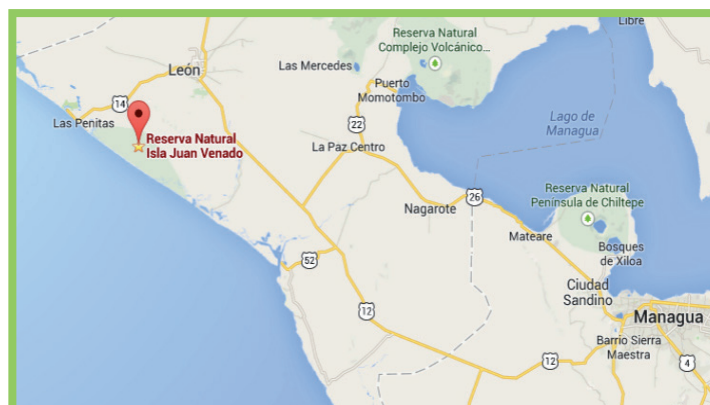 Libre
Reserva Natural
Complejo Volcánico...
León
Las Mercedes
Puerto
Momotombo
14
Las Penitas
Reserva Natural
Isla Juan Venado
22
Lago de
Managua
La Paz Centro
26
Nagarote
Reserva Natural
Península de Chiltepe
Mateare
Bosques
de Xiloa
52
Ciudad
Sandino
12
Managua
Barrio Sierra
Maestra
12
4